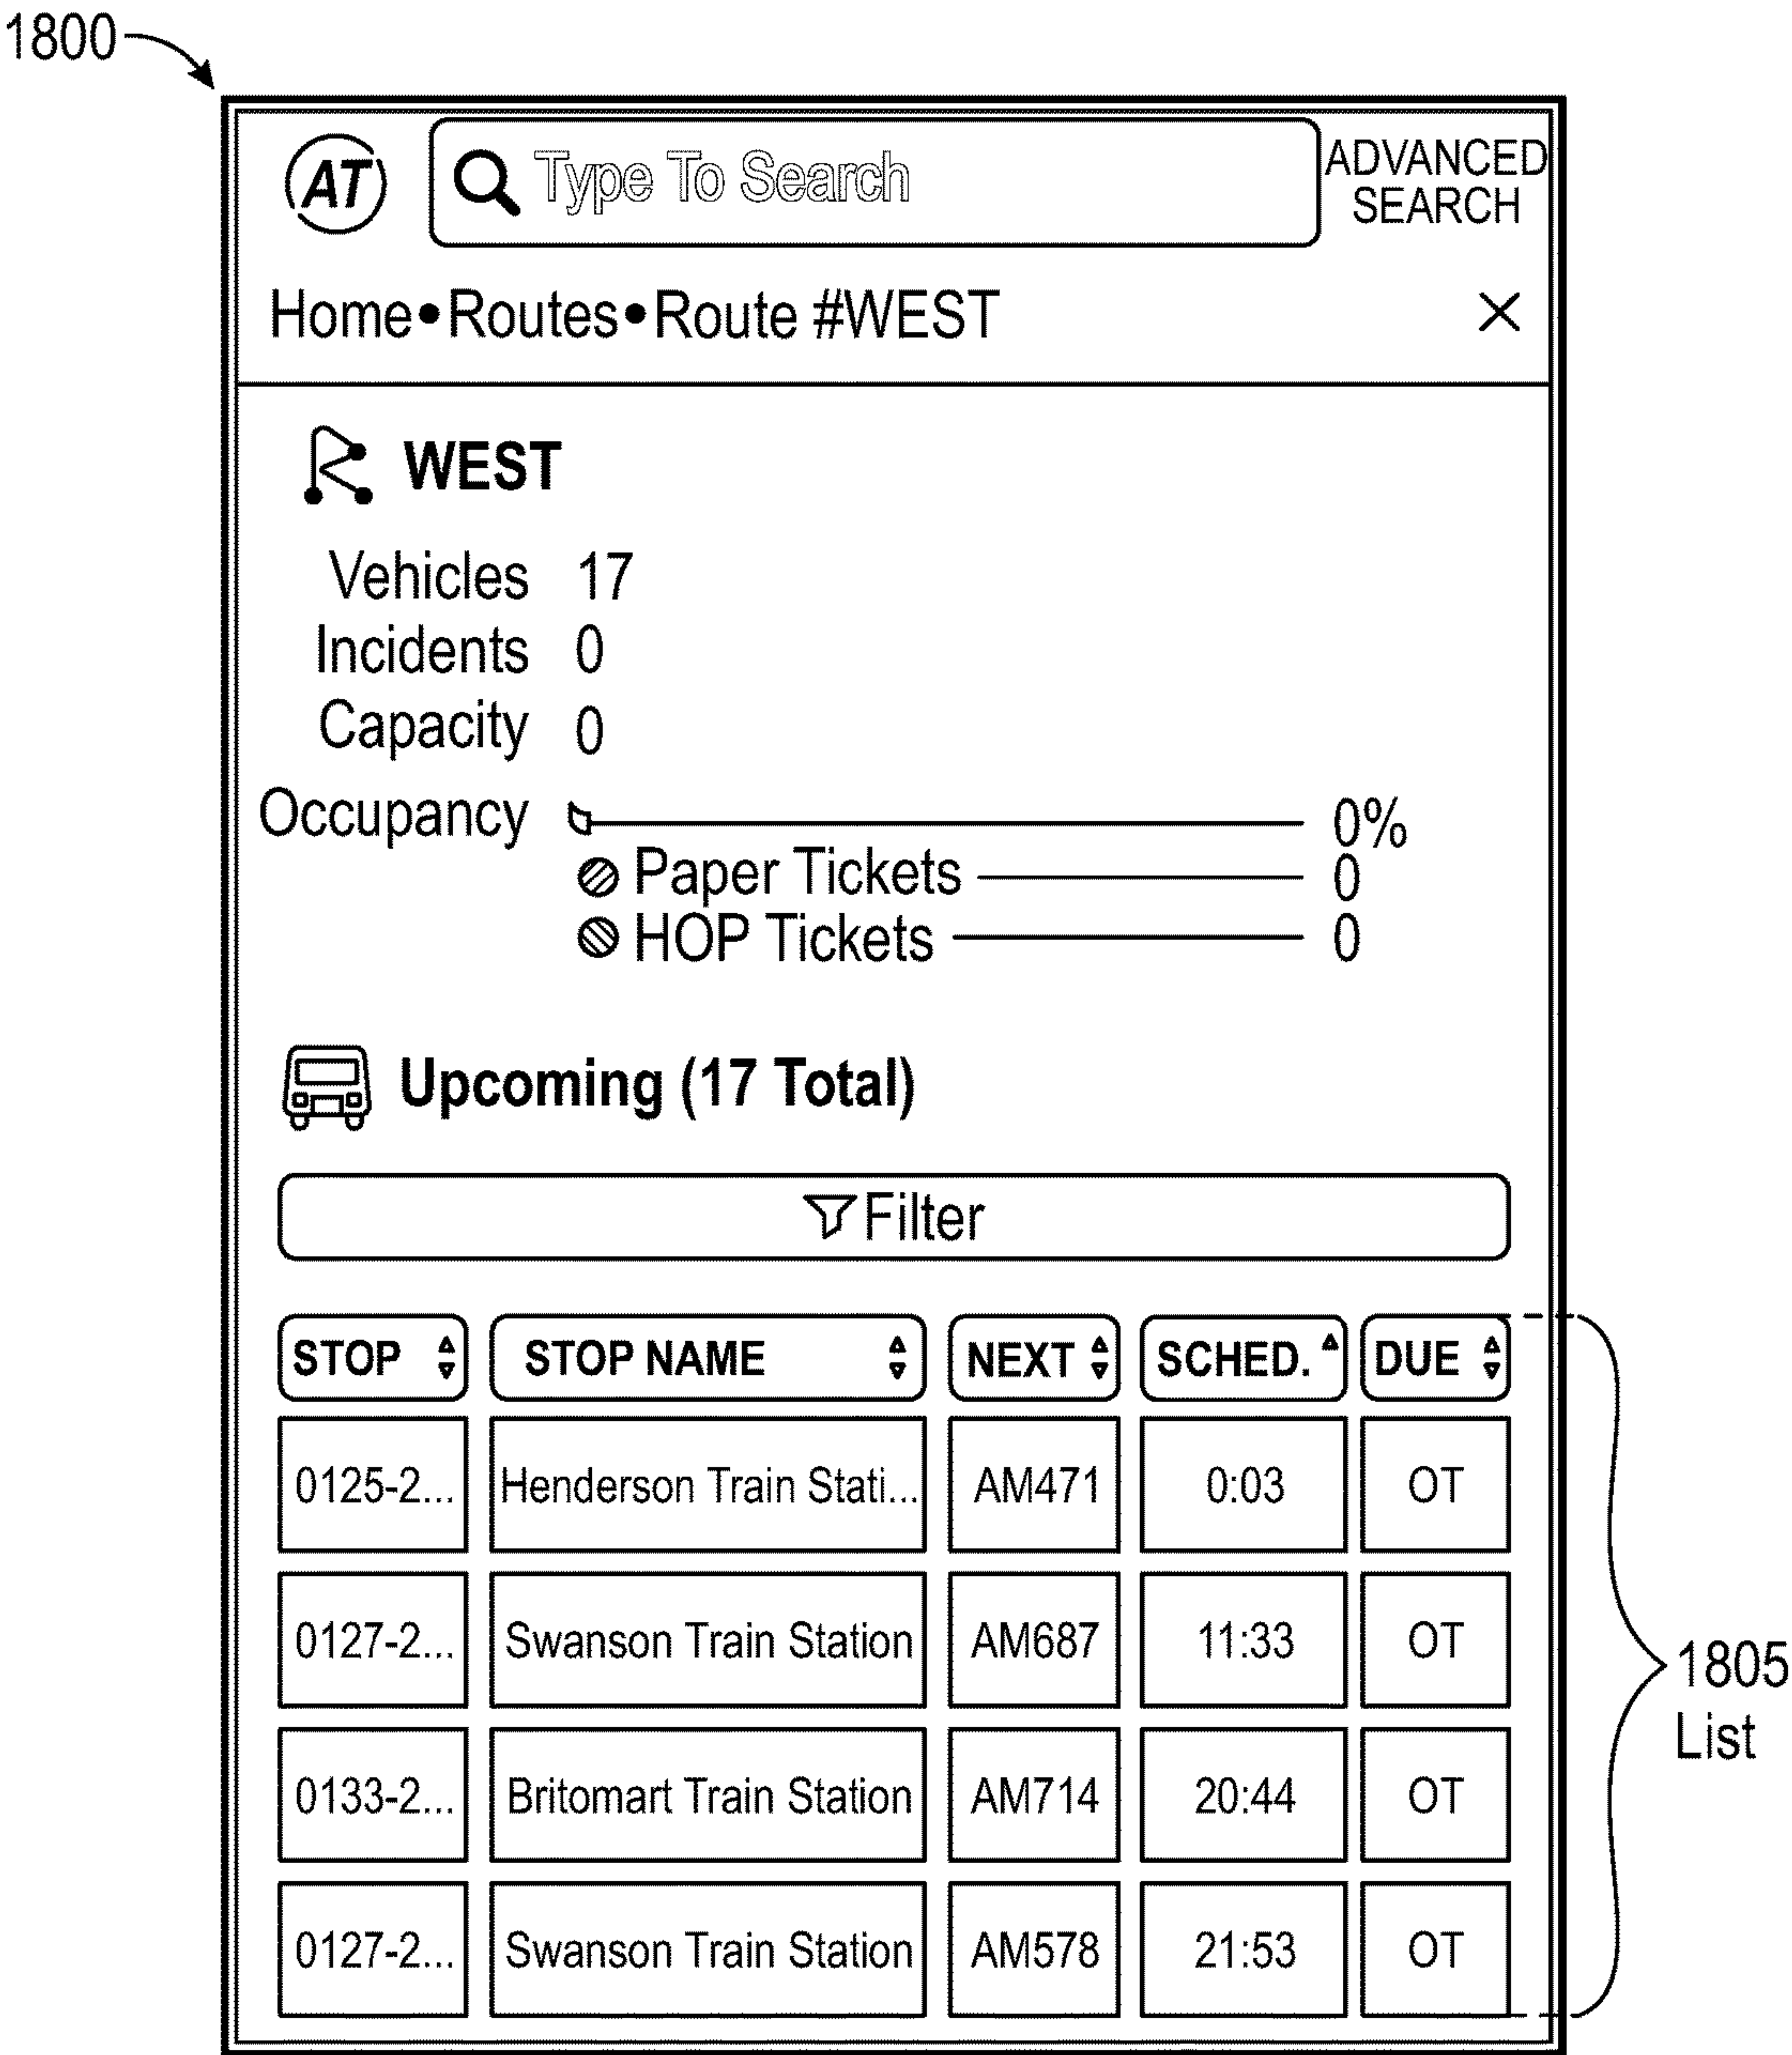 1800
AT
Type To Search
ADVANCED
SEARCH
Home•Routes•Route #WEST
WEST
Vehicles 17
Incidents 0
Capacity 0
Occupancy 0%
Paper Tickets 0
HOP Tickets 0
Upcoming (17 Total)
Filter
STOP STOP NAME NEXT SCHED. DUE
0125-2... Henderson Train Stati... AM471 0:03 OT
0127-2... Swanson Train Station AM687 11:33 OT
0133-2... Britomart Train Station AM714 20:44 OT
0127-2... Swanson Train Station AM578 21:53 OT
1805
List